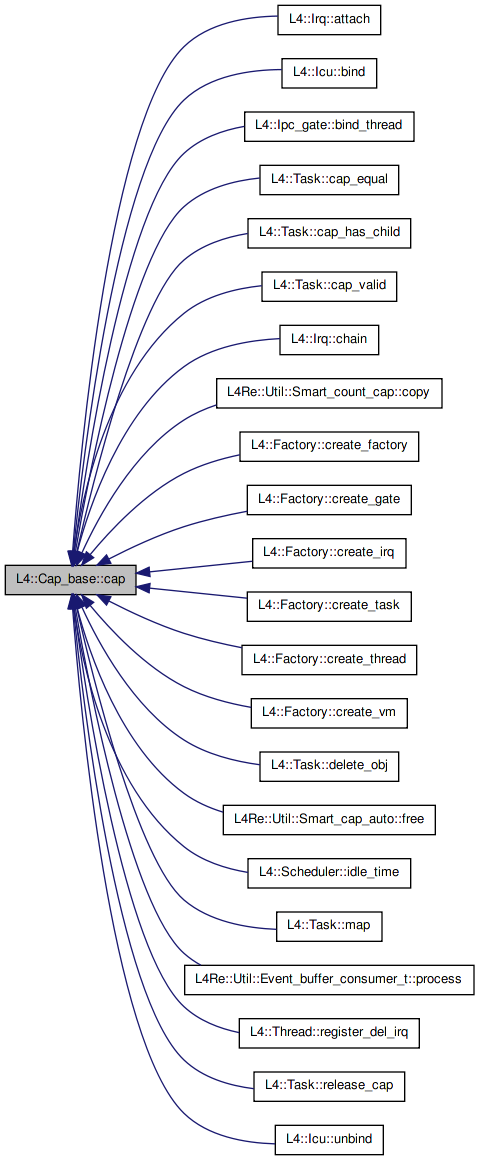 L4::Irq::attach
L4::Icu::bind
L4::Ipc_gate::bind_thread
L4::Task::cap_equal
L4::Task::cap_has_child
L4::Task::cap_valid
L4::Irq::chain
L4Re::Util::Smart_count_cap::copy
L4::Factory::create_factory
L4::Factory::create_gate
L4::Factory::create_irq
L4::Cap_base::cap
L4::Factory::create_task
L4::Factory::create_thread
L4::Factory::create_vm
L4::Task::delete_obj
L4Re::Util::Smart_cap_auto::free
L4::Scheduler::idle_time
L4::Task::map
L4Re::Util::Event_buffer_consumer_t::process
L4::Thread::register_del_irq
L4::Task::release_cap
L4::Icu::unbind